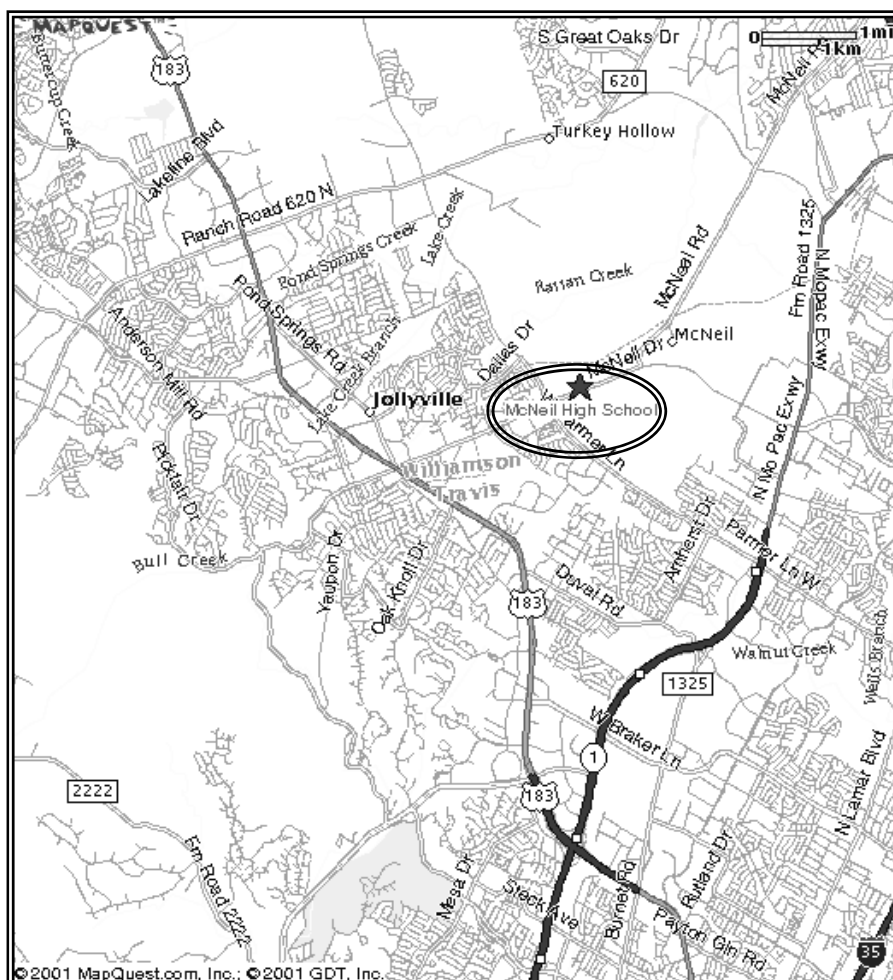 MAPQUEST
S Great Oaks Dr
0
1mi
1km
183
Buttercup Creek
620
McNeil Rd
Turkey Hollow
Lakeline Blvd
Ranch Road 620 N
Lake Creek
Pond Springs Creek
Rattan Creek
McNeal Rd
Fm Road 1325
N. Mopac Exwy
Pond Springs Rd
Anderson Mill Rd
Lake Creek Branch
Dallas Dr
McNeil Dr
McNeil
Jollyville
McNeil High School
W Parmer Ln
Williamson
Travis
N Mo Pac Exwy
Pickfair Dr
Bull Creek
Yaupon Dr
Oak Knoll Dr
Amherst Dr
Parmer Ln W
Duval Rd
183
Walnut Creek
Wells Branch
1325
W Braker Ln
1
2222
183
N Lamar Blvd
Fm Road 2222
Mesa Dr
Steck Ave
Burnet Rd
Rutland Dr
Payton Gin Rd
35
©2001 MapQuest.com, Inc.; ©2001 GDT, Inc.